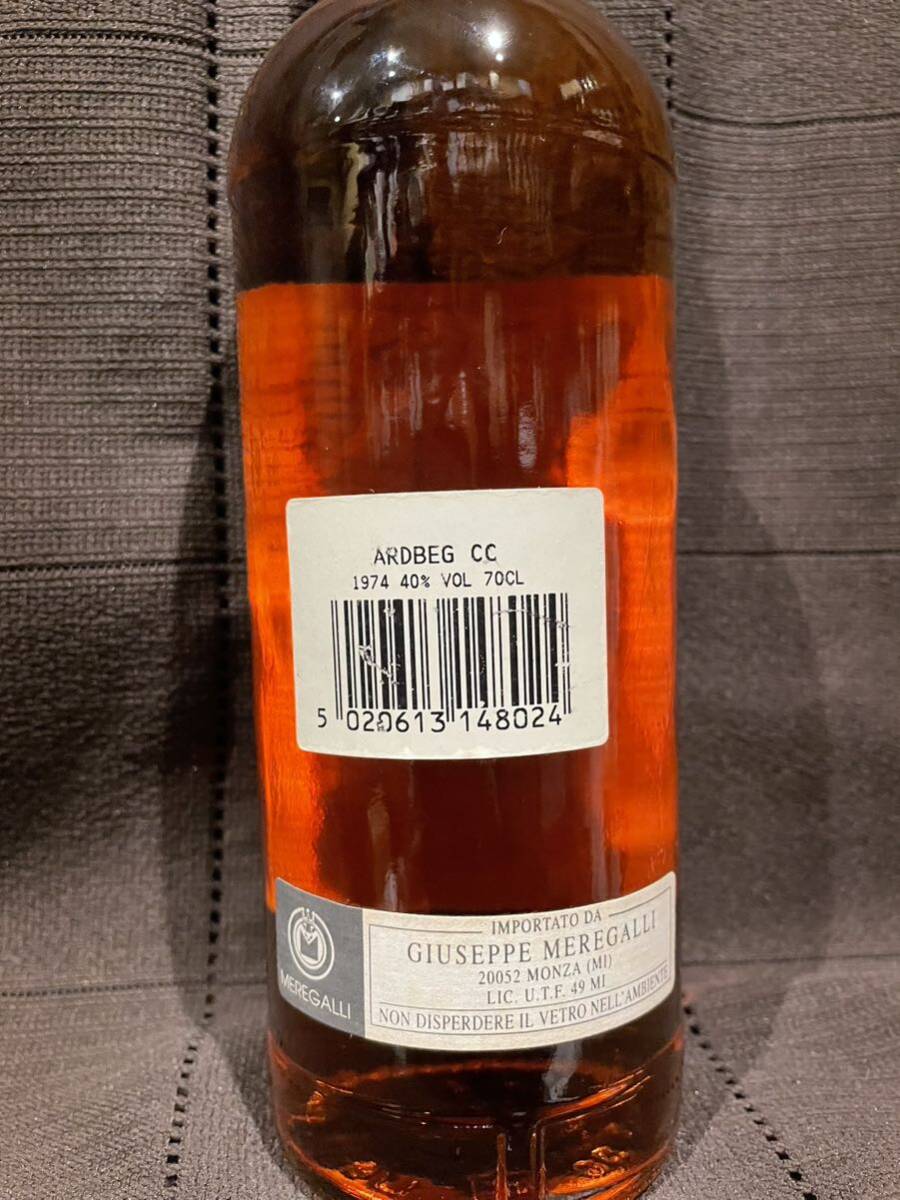 ARDBEG CC
1974 40% VOL 70CL
5 020613 148024
MEREGALLI
IMPORTATO DA
GIUSEPPE MEREGALLI
20052 MONZA (MI)
LIC. U.T.F. 49 MI
NON DISPERDERE IL VETRO NELL'AMBIENTE